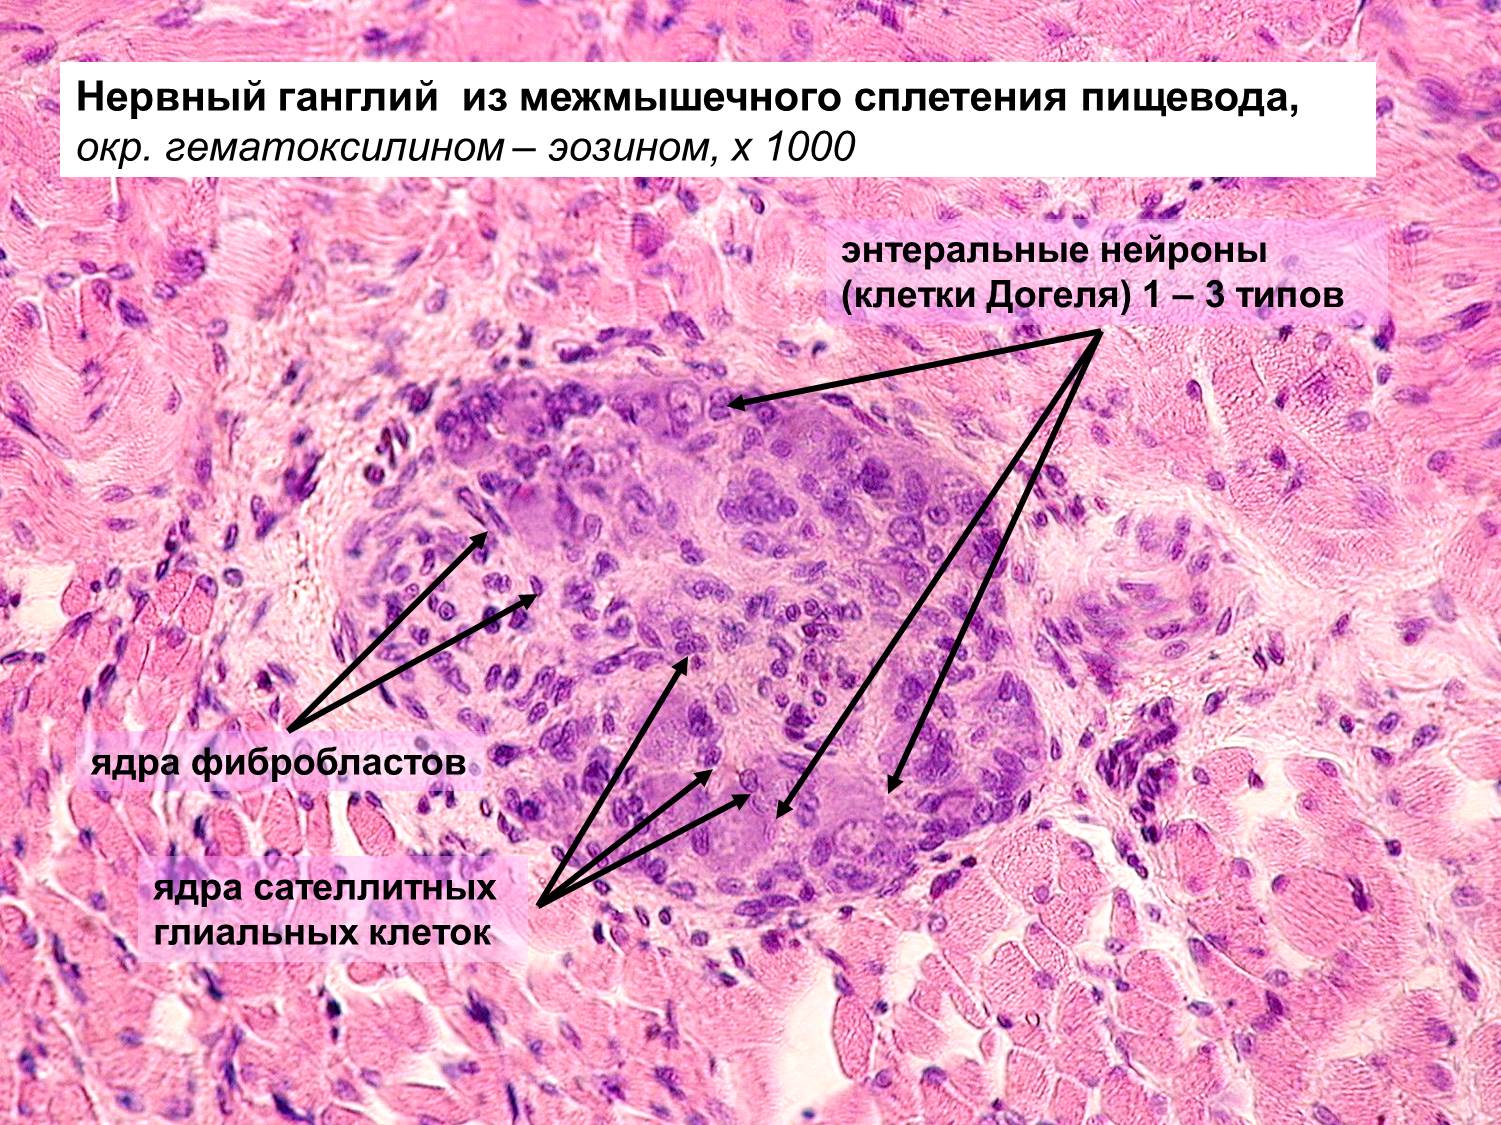 Нервный ганглий из межмышечного сплетения пищевода,
окр. гематоксилином – эозином, х 1000
энтеральные нейроны
(клетки Догеля) 1 – 3 типов
ядра фибробластов
ядра сателлитных
глиальных клеток